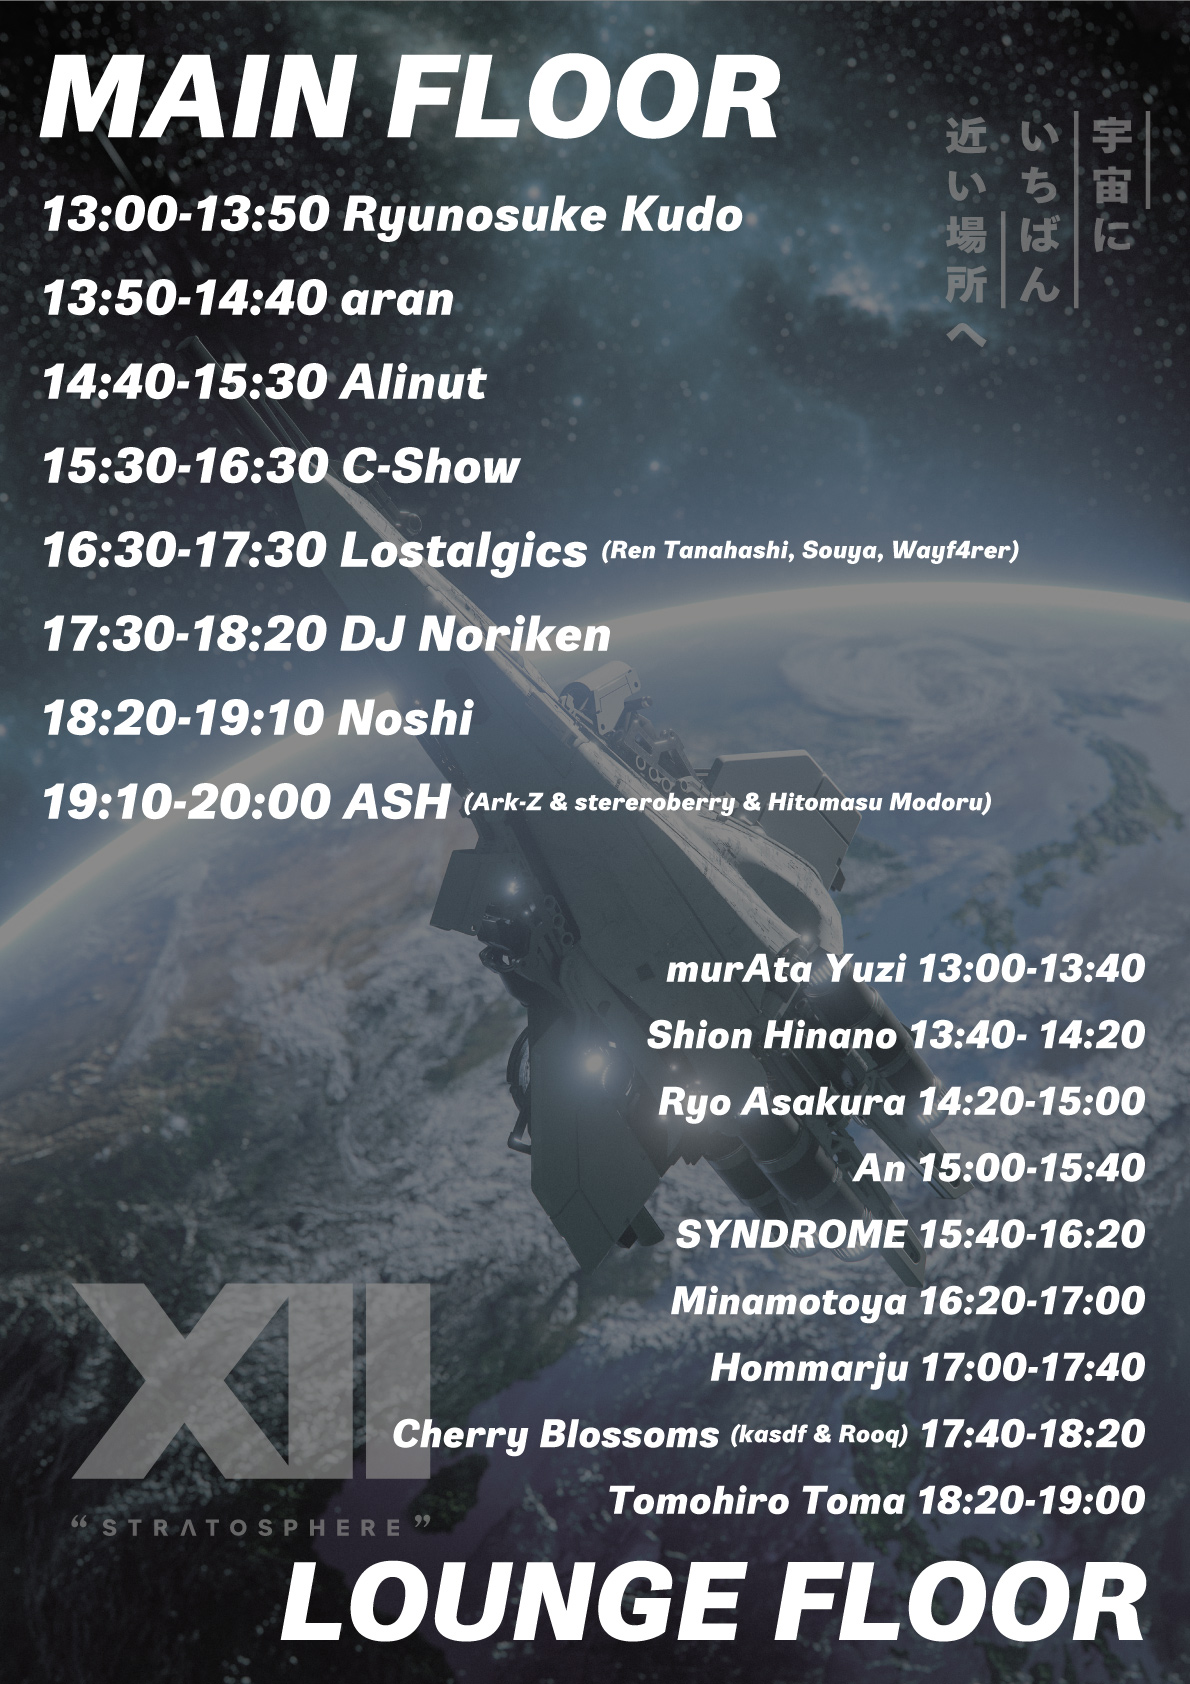 MAIN FLOOR
宇宙に
いちばん
近い場所へ
13:00-13:50 Ryunosuke Kudo
13:50-14:40 aran
14:40-15:30 Alinut
15:30-16:30 C-Show
16:30-17:30 Lostalgics (Ren Tanahashi, Souya, Wayf4rer)
17:30-18:20 DJ Noriken
18:20-19:10 Noshi
19:10-20:00 ASH (Ark-Z & stereroberry & Hitomasu Modoru)
murAta Yuzi 13:00-13:40
Shion Hinano 13:40- 14:20
Ryo Asakura 14:20-15:00
An 15:00-15:40
SYNDROME 15:40-16:20
Minamotoya 16:20-17:00
Hommarju 17:00-17:40
Cherry Blossoms (kasdf & Rooq) 17:40-18:20
Tomohiro Toma 18:20-19:00
XII
“STRATOSPHERE”
LOUNGE FLOOR